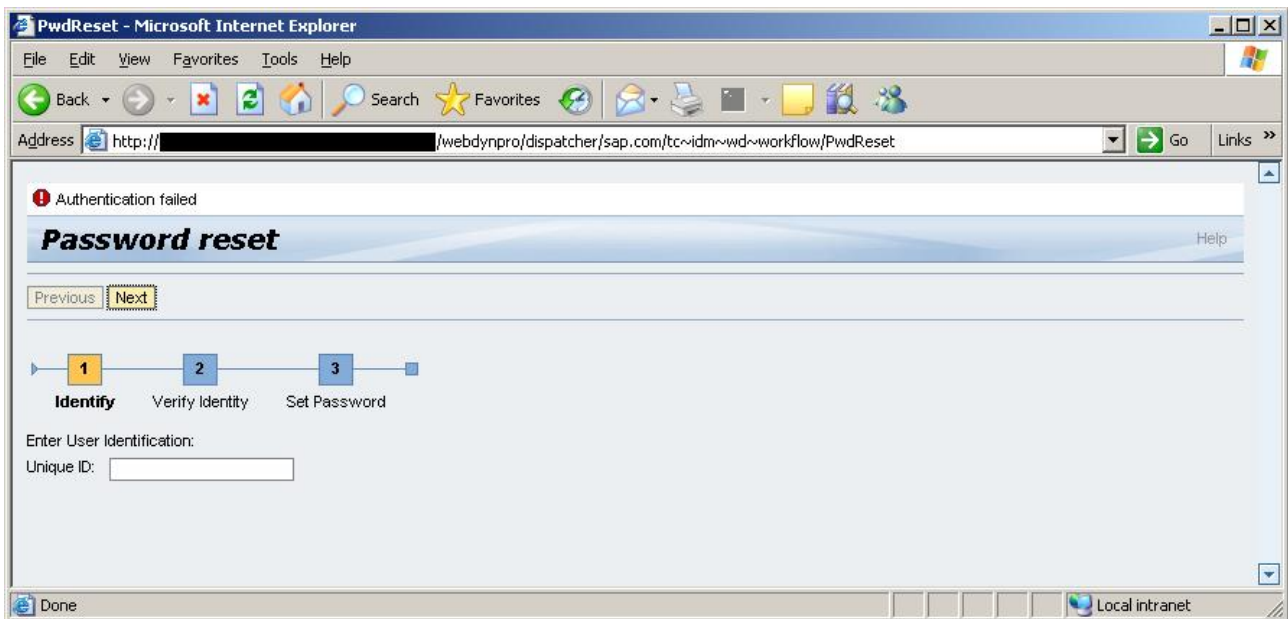 PwdReset - Microsoft Internet Explorer
File Edit View Favorites Tools Help
Back Search Favorites
Address http:// /webdynpro/dispatcher/sap.com/tc~idm~wd~workflow/PwdReset Go Links »
Authentication failed
Password reset Help
Previous Next
1 2 3
Identify Verify Identity Set Password
Enter User Identification:
Unique ID:
Done Local intranet